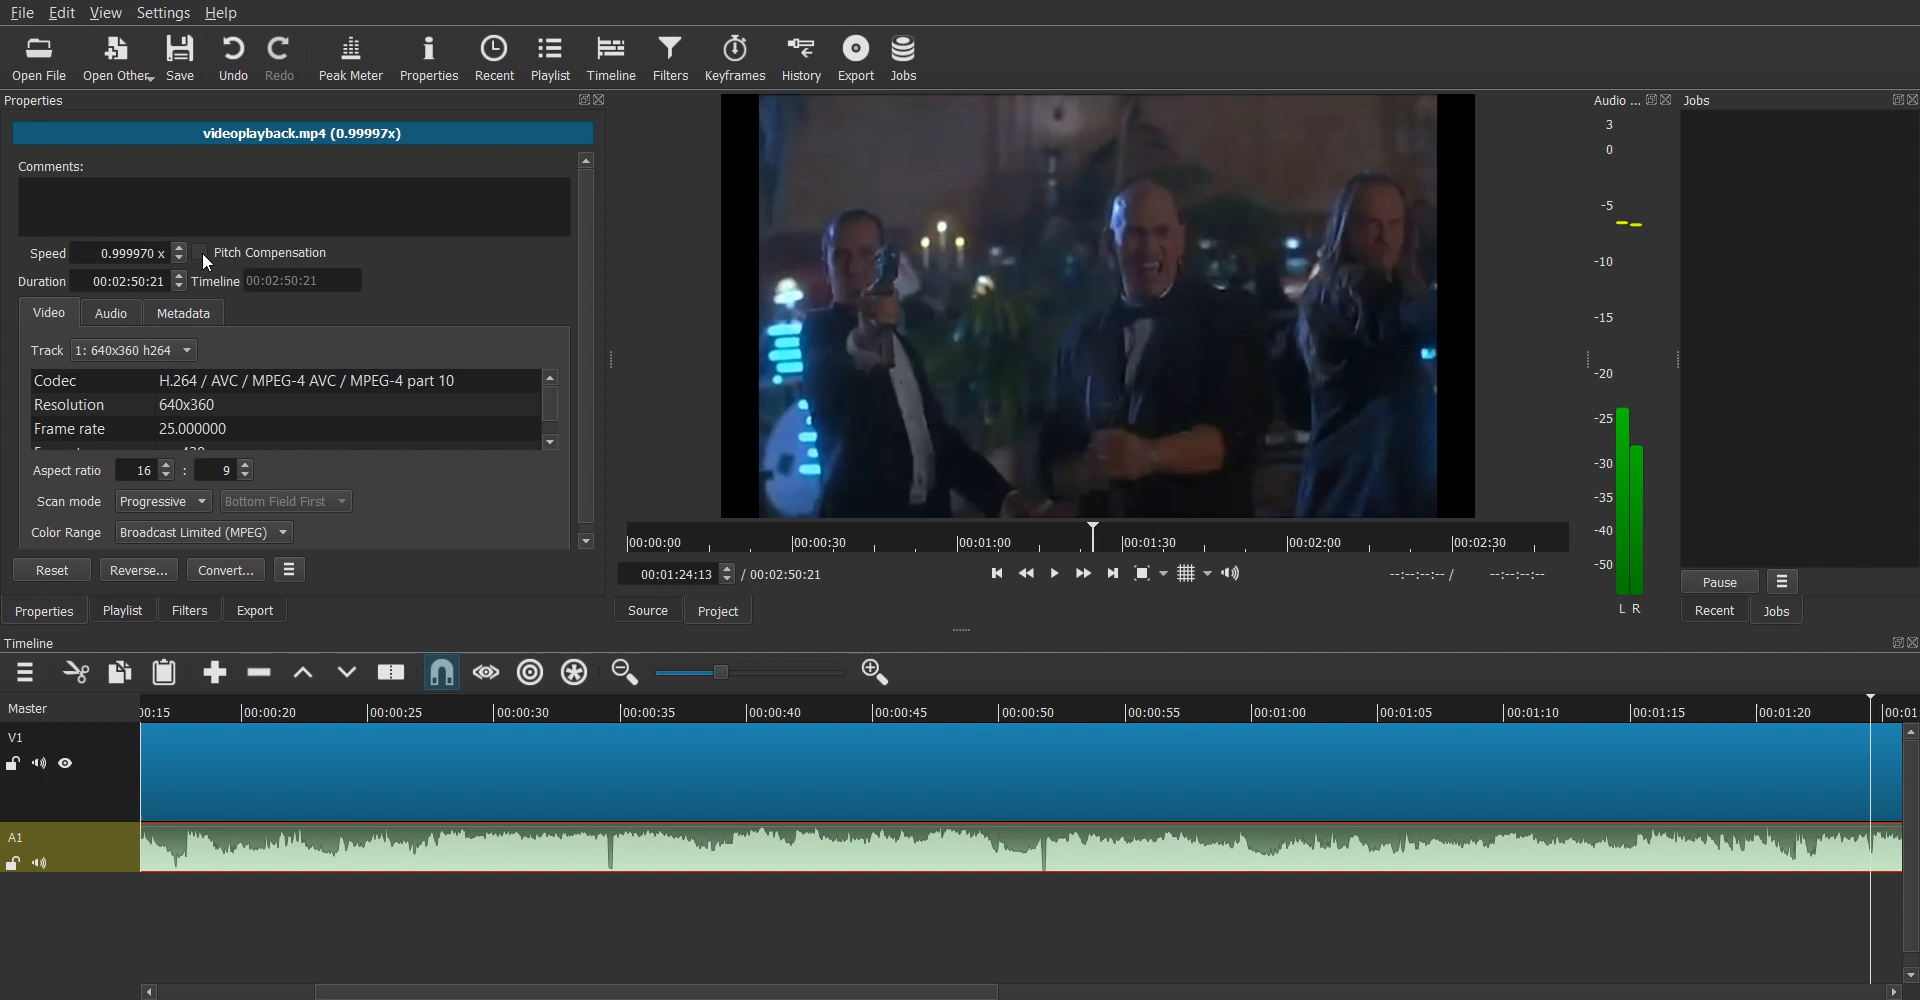 File Edit View Settings Help
Open File Open Other Save Undo Redo Peak Meter Properties Recent Playlist Timeline Filters Keyframes History Export Jobs
Properties
videoplayback.mp4 (0.99997x)
Comments:
Speed 0.999970 x Pitch Compensation
Duration 00:02:50:21 Timeline 00:02:50:21
Video Audio Metadata
Track 1: 640x360 h264
Codec H.264 / AVC / MPEG-4 AVC / MPEG-4 part 10
Resolution 640x360
Frame rate 25.000000
Aspect ratio 16 : 9
Scan mode Progressive Bottom Field First
Color Range Broadcast Limited (MPEG)
Reset Reverse... Convert...
Properties Playlist Filters Export
00:00:00 00:00:30 00:01:00 00:01:30 00:02:00 00:02:30
00:01:24:13 / 00:02:50:21 --:--:--:-- / --:--:--:--
Source Project
Audio ...
3
0
-5
-10
-15
-20
-25
-30
-35
-40
-50
L R
Jobs
Pause
Recent Jobs
Timeline
Master
00:15 00:00:20 00:00:25 00:00:30 00:00:35 00:00:40 00:00:45 00:00:50 00:00:55 00:01:00 00:01:05 00:01:10 00:01:15 00:01:20 00:01:
V1
A1